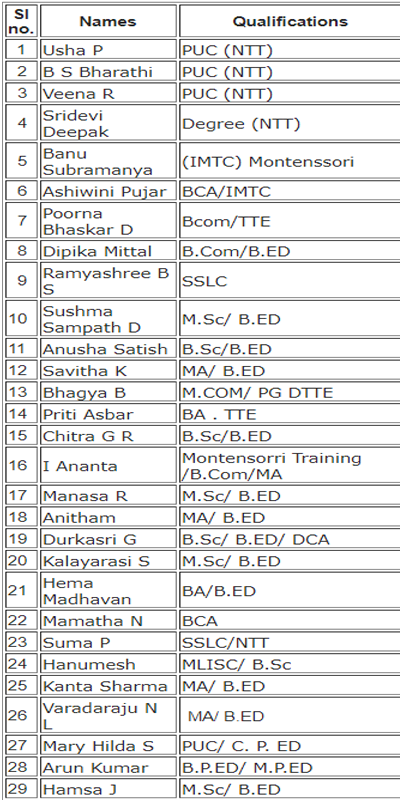 Sl no. Names Qualifications
1 Usha P PUC (NTT)
2 B S Bharathi PUC (NTT)
3 Veena R PUC (NTT)
4 Sridevi Deepak Degree (NTT)
5 Banu Subramanya (IMTC) Montenssori
6 Ashiwini Pujar BCA/IMTC
7 Poorna Bhaskar D Bcom/TTE
8 Dipika Mittal B.Com/B.ED
9 Ramyashree B S SSLC
10 Sushma Sampath D M.Sc/ B.ED
11 Anusha Satish B.Sc/B.ED
12 Savitha K MA/ B.ED
13 Bhagya B M.COM/ PG DTTE
14 Priti Asbar BA . TTE
15 Chitra G R B.Sc/B.ED
16 I Ananta Montensorri Training /B.Com/MA
17 Manasa R M.Sc/ B.ED
18 Anitham MA/ B.ED
19 Durkasri G B.Sc/ B.ED/ DCA
20 Kalayarasi S M.Sc/ B.ED
21 Hema Madhavan BA/B.ED
22 Mamatha N BCA
23 Suma P SSLC/NTT
24 Hanumesh MLISC/ B.Sc
25 Kanta Sharma MA/ B.ED
26 Varadaraju N L MA/ B.ED
27 Mary Hilda S PUC/ C. P. ED
28 Arun Kumar B.P.ED/ M.P.ED
29 Hamsa J M.Sc/ B.ED